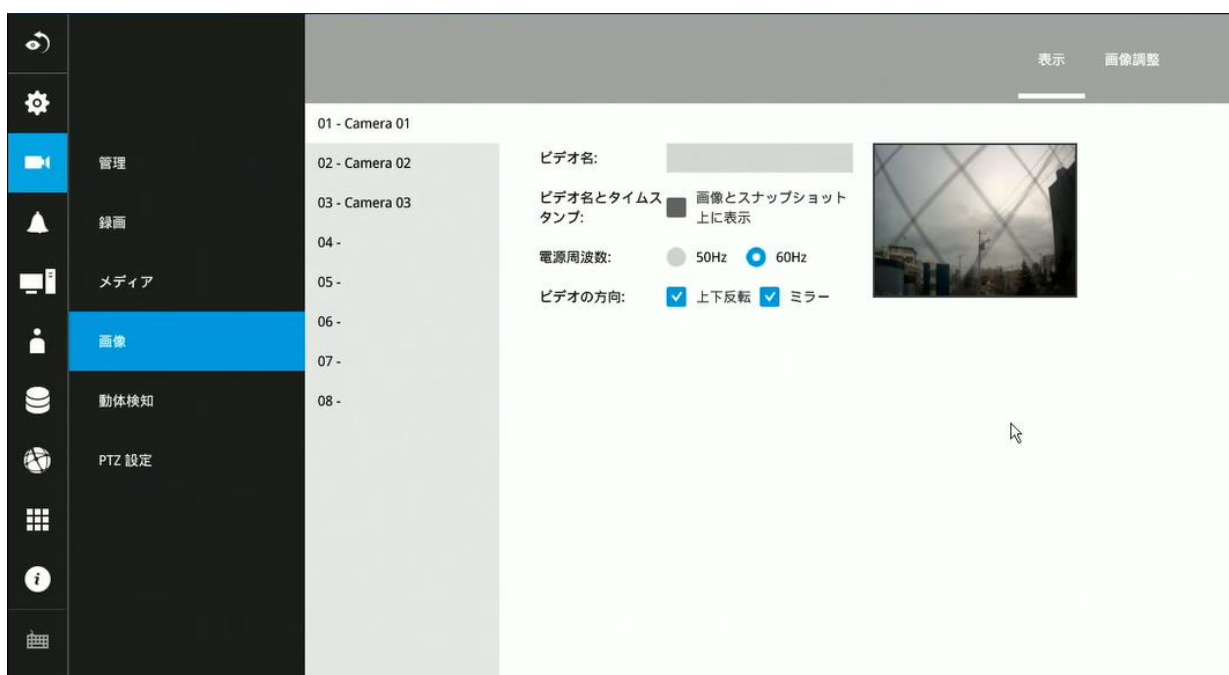 表示
画像調整
管理
録画
メディア
画像
動体検知
PTZ 設定
01 - Camera 01
02 - Camera 02
03 - Camera 03
04 -
05 -
06 -
07 -
08 -
ビデオ名:
ビデオ名とタイムス
タンプ:
画像とスナップショット
上に表示
電源周波数:
50Hz
60Hz
ビデオの方向:
上下反転
ミラー